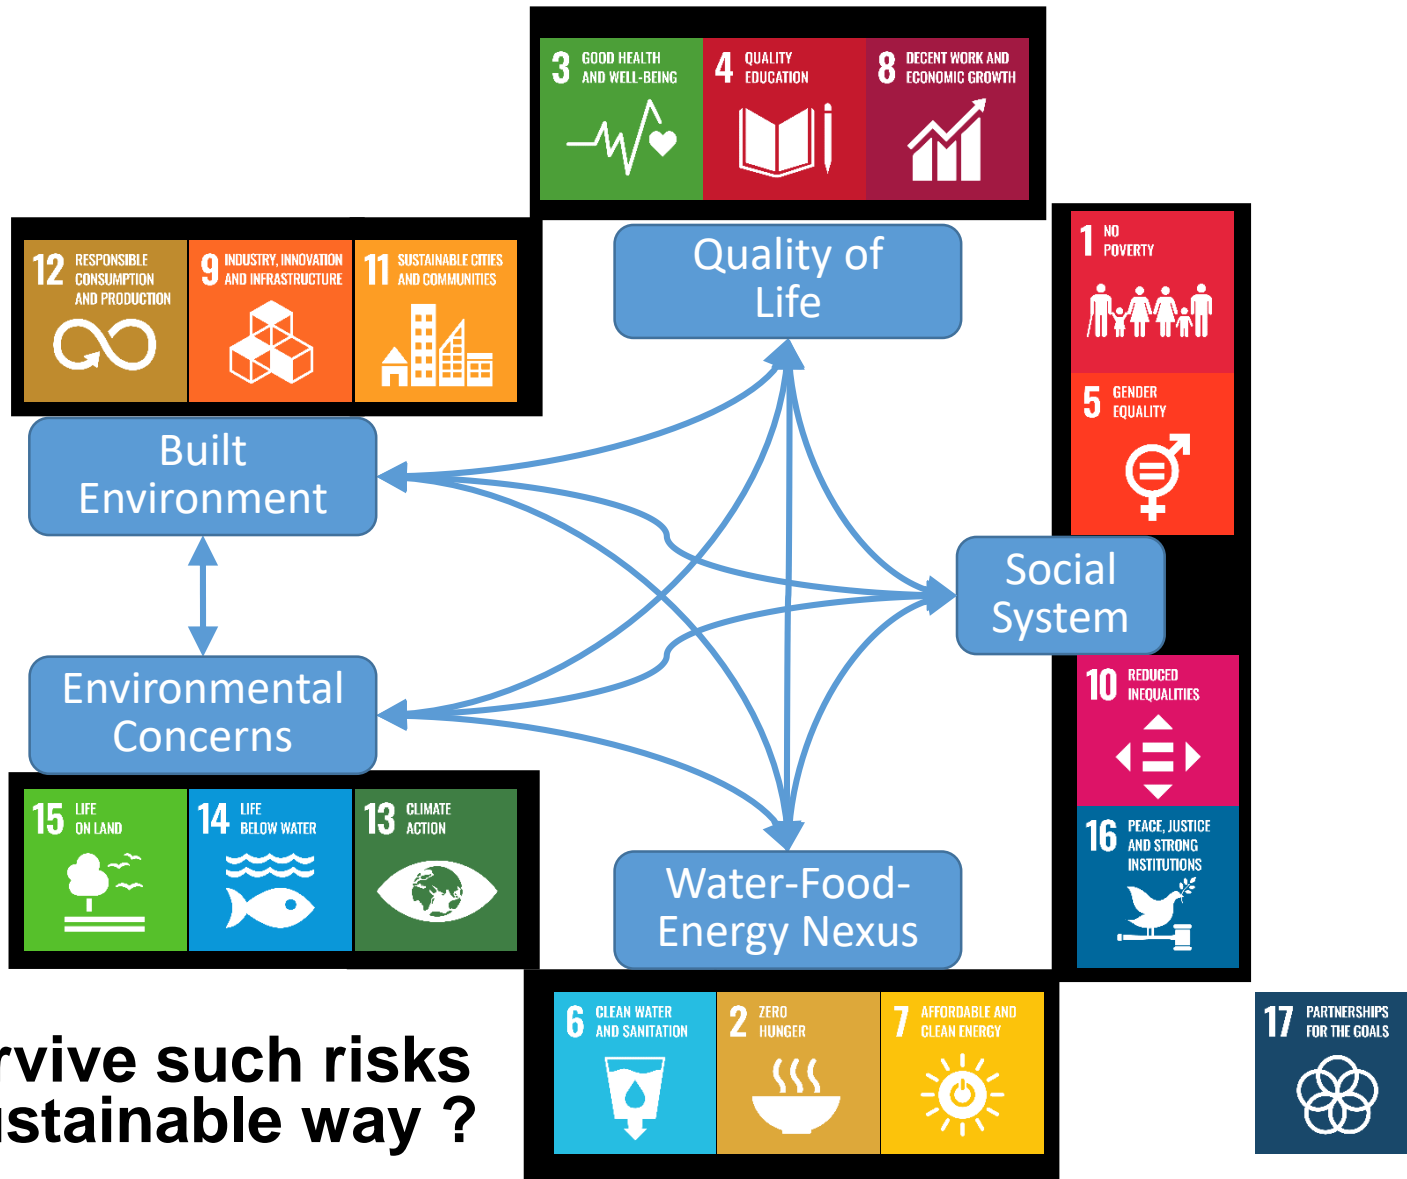 3 GOOD HEALTH
AND WELL-BEING
4 QUALITY
EDUCATION
8 DECENT WORK AND
ECONOMIC GROWTH
12 RESPONSIBLE
CONSUMPTION
AND PRODUCTION
9 INDUSTRY, INNOVATION
AND INFRASTRUCTURE
11 SUSTAINABLE CITIES
AND COMMUNITIES
Quality of
Life
1 NO
POVERTY
5 GENDER
EQUALITY
Built
Environment
Social
System
Environmental
Concerns
10 REDUCED
INEQUALITIES
15 LIFE
ON LAND
14 LIFE
BELOW WATER
13 CLIMATE
ACTION
16 PEACE, JUSTICE
AND STRONG
INSTITUTIONS
Water-Food-
Energy Nexus
6 CLEAN WATER
AND SANITATION
2 ZERO
HUNGER
7 AFFORDABLE AND
CLEAN ENERGY
17 PARTNERSHIPS
FOR THE GOALS
rvive such risks
ustainable way ?